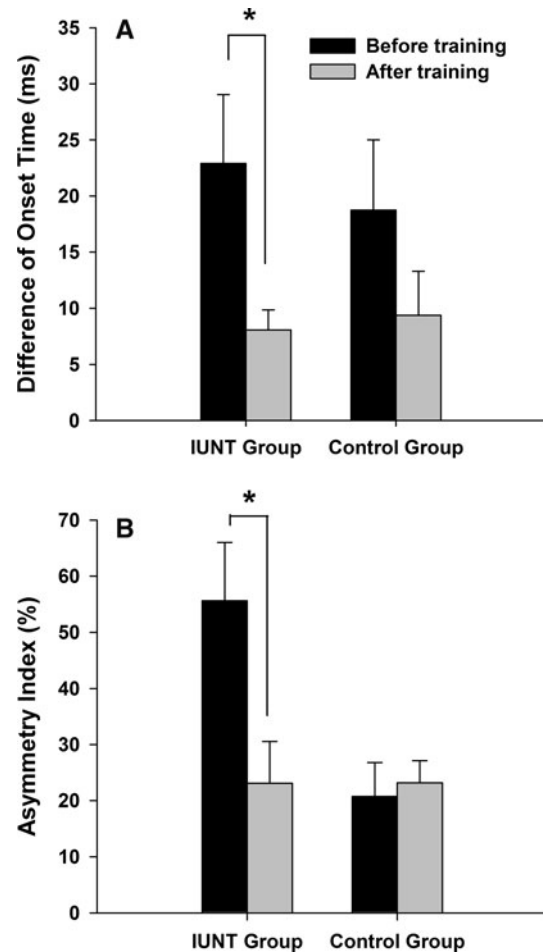 *
A
Before training
After training
Difference of Onset Time (ms)
35
30
25
20
15
10
5
0
IUNT Group Control Group
*
B
Asymmetry Index (%)
70
60
50
40
30
20
10
0
IUNT Group Control Group